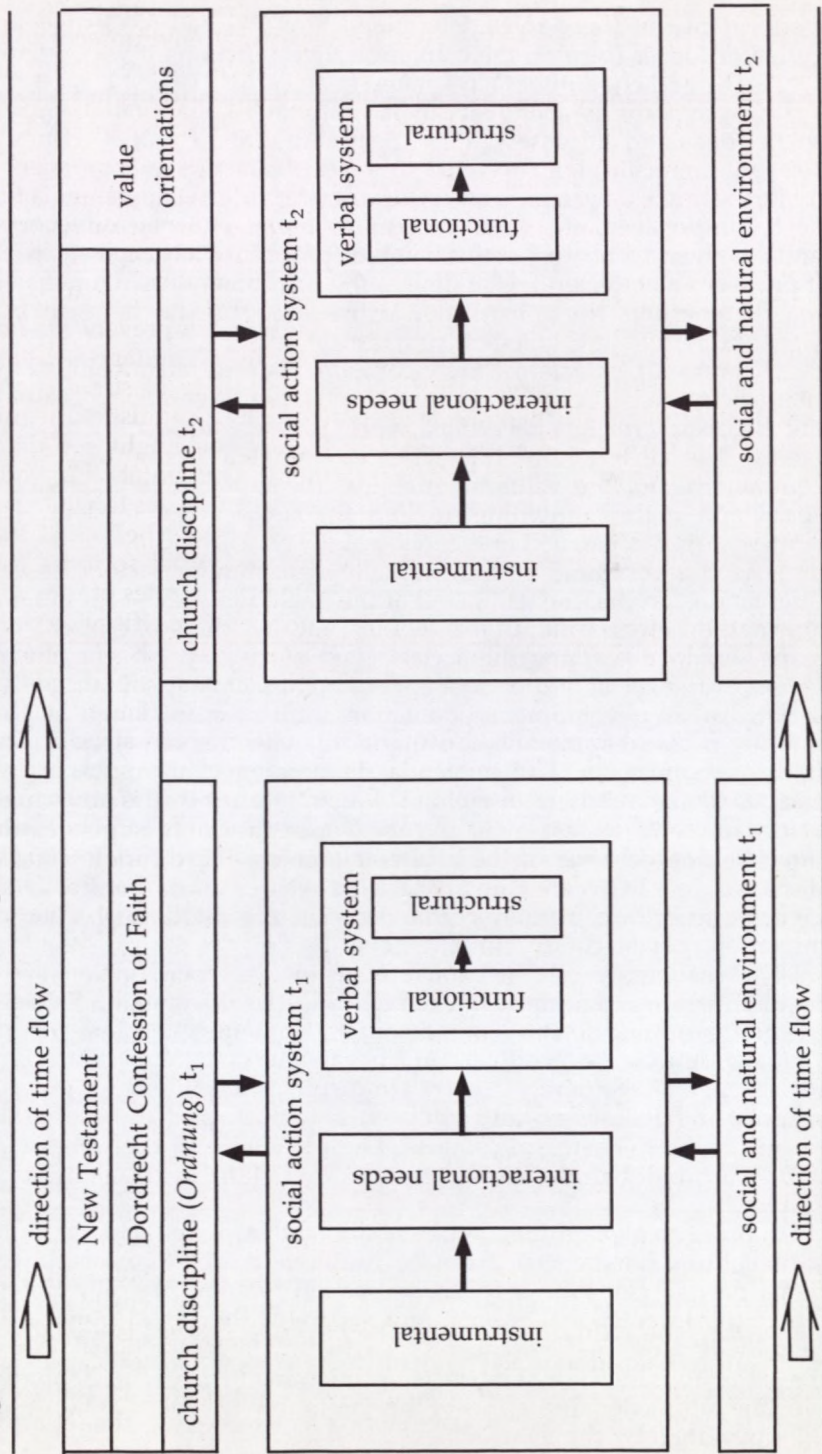 direction of time flow
New Testament
Dordrecht Confession of Faith
value
orientations
church discipline (Ordnung) t₁
church discipline t₂
social action system t₁
instrumental
interactional needs
verbal system
functional
structural
social action system t₂
instrumental
interactional needs
verbal system
functional
structural
social and natural environment t₁
social and natural environment t₂
direction of time flow